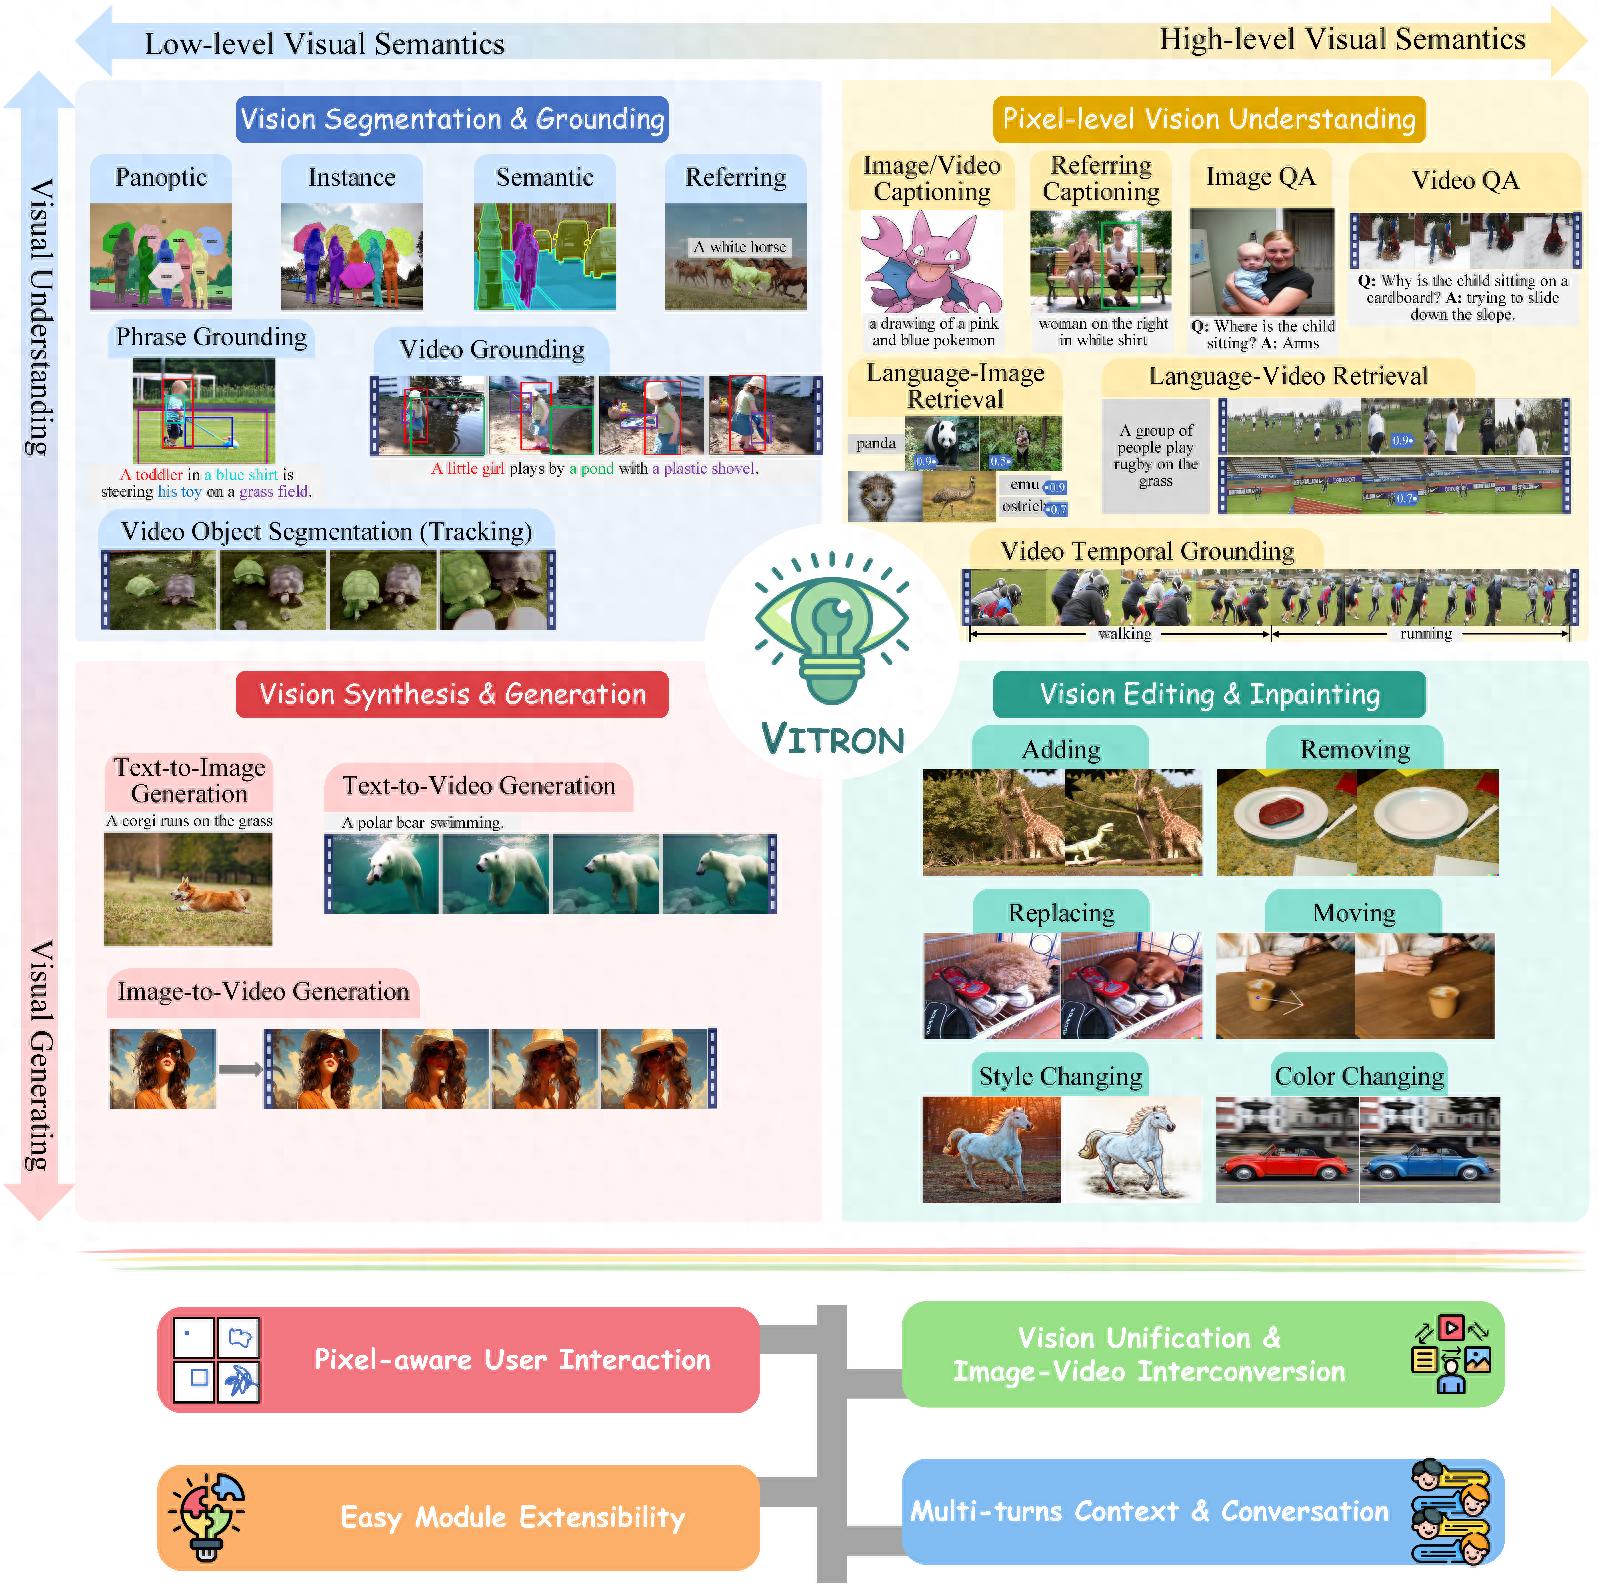 Low-level Visual Semantics
High-level Visual Semantics
Visual Understanding
Visual Generating
Vision Segmentation & Grounding
Panoptic
Instance
Semantic
Referring
A white horse
Phrase Grounding
A toddler in a blue shirt is
steering his toy on a grass field.
Video Grounding
A little girl plays by a pond with a plastic shovel.
Video Object Segmentation (Tracking)
Pixel-level Vision Understanding
Image/Video
Captioning
a drawing of a pink
and blue pokemon
Referring
Captioning
woman on the right
in white shirt
Image QA
Q: Where is the child
sitting? A: Arms
Video QA
Q: Why is the child sitting on a
cardboard? A: trying to slide
down the slope.
Language-Image
Retrieval
panda
0.9
0.5
emu 0.9
ostrich 0.7
Language-Video Retrieval
A group of
people play
rugby on the
grass
0.9
0.7
Video Temporal Grounding
walking
running
VITRON
Vision Synthesis & Generation
Text-to-Image
Generation
A corgi runs on the grass
Text-to-Video Generation
A polar bear swimming.
Image-to-Video Generation
Vision Editing & Inpainting
Adding
Removing
Replacing
Moving
Style Changing
Color Changing
Pixel-aware User Interaction
Vision Unification &
Image-Video Interconversion
Easy Module Extensibility
Multi-turns Context & Conversation